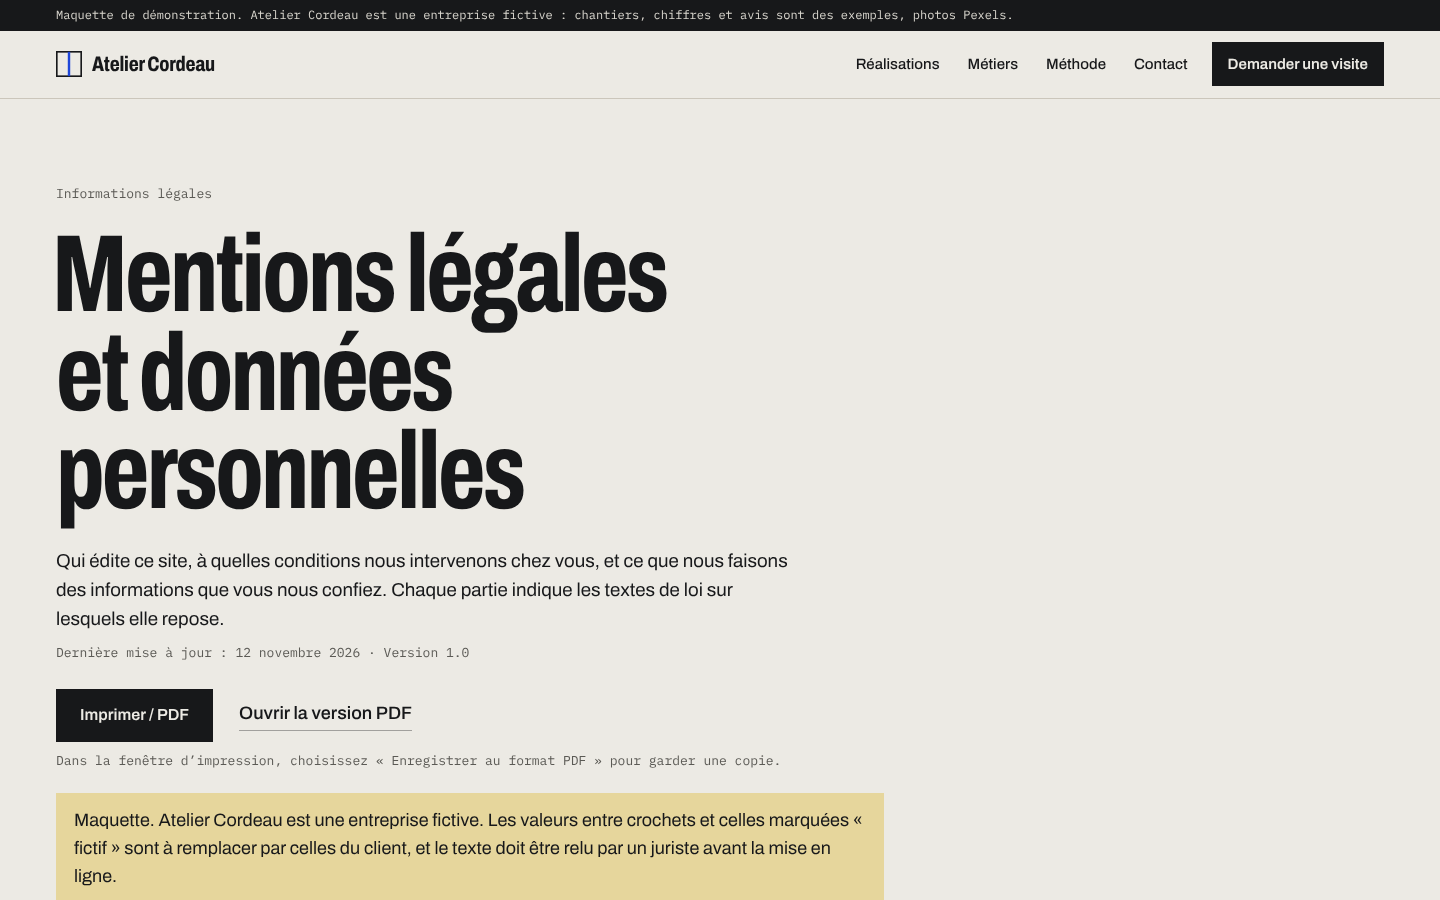 Maquette de démonstration. Atelier Cordeau est une entreprise fictive : chantiers, chiffres et avis sont des exemples, photos Pexels.
Atelier Cordeau
Réalisations
Métiers
Méthode
Contact
Demander une visite
Informations légales
Mentions légales
et données
personnelles
Qui édite ce site, à quelles conditions nous intervenons chez vous, et ce que nous faisons
des informations que vous nous confiez. Chaque partie indique les textes de loi sur
lesquels elle repose.
Dernière mise à jour : 12 novembre 2026 · Version 1.0
Imprimer / PDF
Ouvrir la version PDF
Dans la fenêtre d’impression, choisissez « Enregistrer au format PDF » pour garder une copie.
Maquette. Atelier Cordeau est une entreprise fictive. Les valeurs entre crochets et celles marquées «
fictif » sont à remplacer par celles du client, et le texte doit être relu par un juriste avant la mise en
ligne.